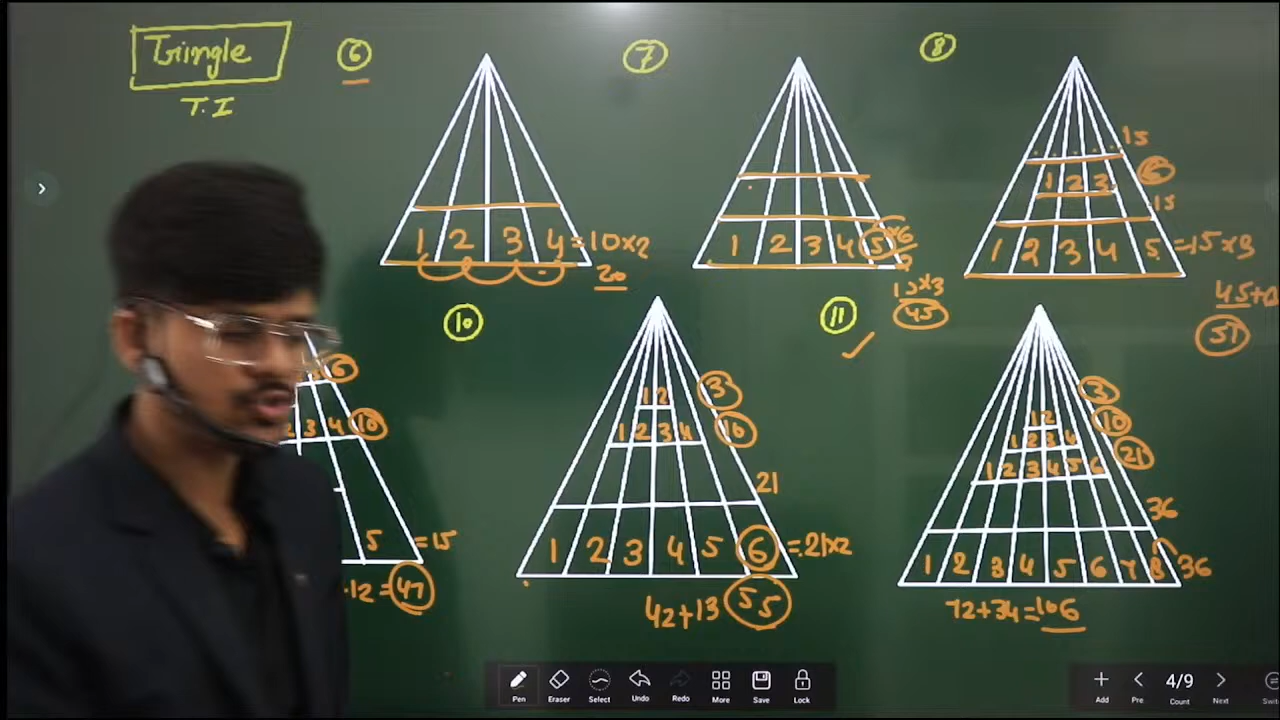 Tringle
T.I
6
1 2 3 4 = 10×2
20
7
1 2 3 4 5 ×6
2
15×3
45
8
15
1 2 3 6
15
1 2 3 4 5 = 15×3
45+
51
6
2 3 4 10
5 = 15
12 = 47
10
1 2 3
1 2 3 4 10
21
1 2 3 4 5 6 = 21×2
42+13 55
11
1 2 3
1 2 3 4 10
1 2 3 4 5 6 21
36
1 2 3 4 5 6 7 8 36
72+34=106
Pen
Eraser
Select
Undo
Redo
More
Save
Lock
Add
Pre
4/9
Count
Next